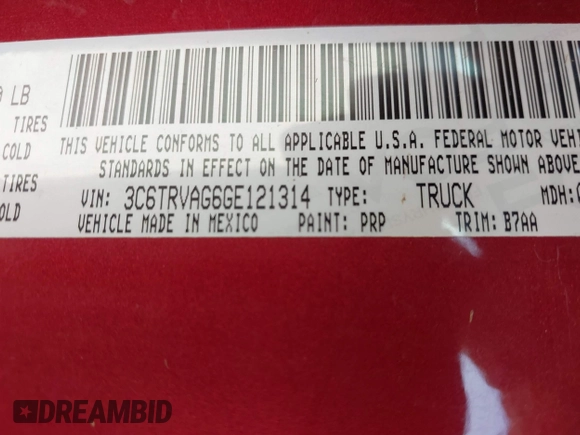 LB
TIRES
COLD
TIRES
THIS VEHICLE CONFORMS TO ALL APPLICABLE U.S.A. FEDERAL MOTOR
STANDARDS IN EFFECT ON THE DATE OF MANUFACTURE SHOWN ABOVE
VIN: 3C6TRVAG6GE121314 TYPE: TRUCK MDH:
VEHICLE MADE IN MEXICO PAINT: PRP TRIM: B7AA
DREAMBID